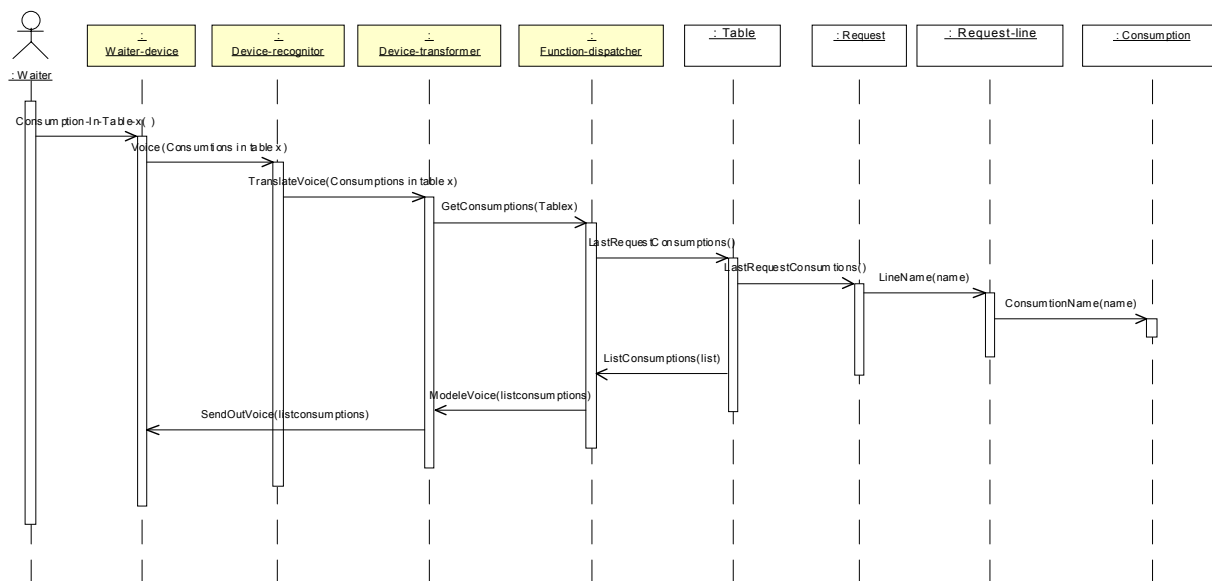 : Waiter
:
Waiter-device
:
Device-recognitor
:
Device-transformer
:
Function-dispatcher
: Table
: Request
: Request-line
: Consumption
Consumption-In-Table-x( )
Voice(Consumtions in table x)
TranslateVoice(Consumptions in table x)
GetConsumptions(Tablex)
LastRequestConsumptions()
LastRequestConsumtions()
LineName(name)
ConsumtionName(name)
ListConsumptions(list)
ModeleVoice(listconsumptions)
SendOutVoice(listconsumptions)